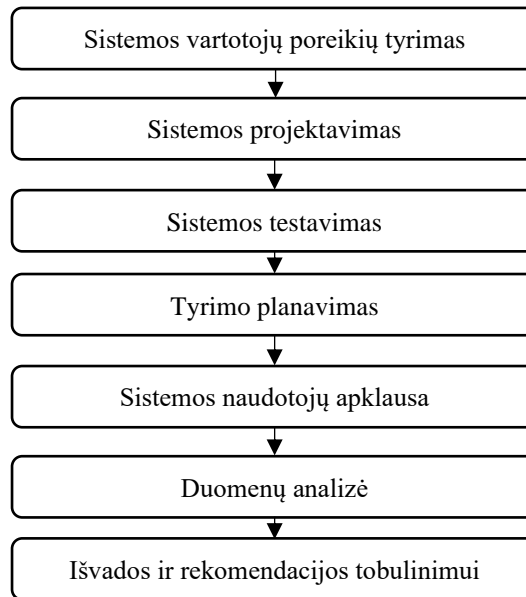 Sistemos vartotojų poreikių tyrimas
Sistemos projektavimas
Sistemos testavimas
Tyrimo planavimas
Sistemos naudotojų apklausa
Duomenų analizė
Išvados ir rekomendacijos tobulinimui